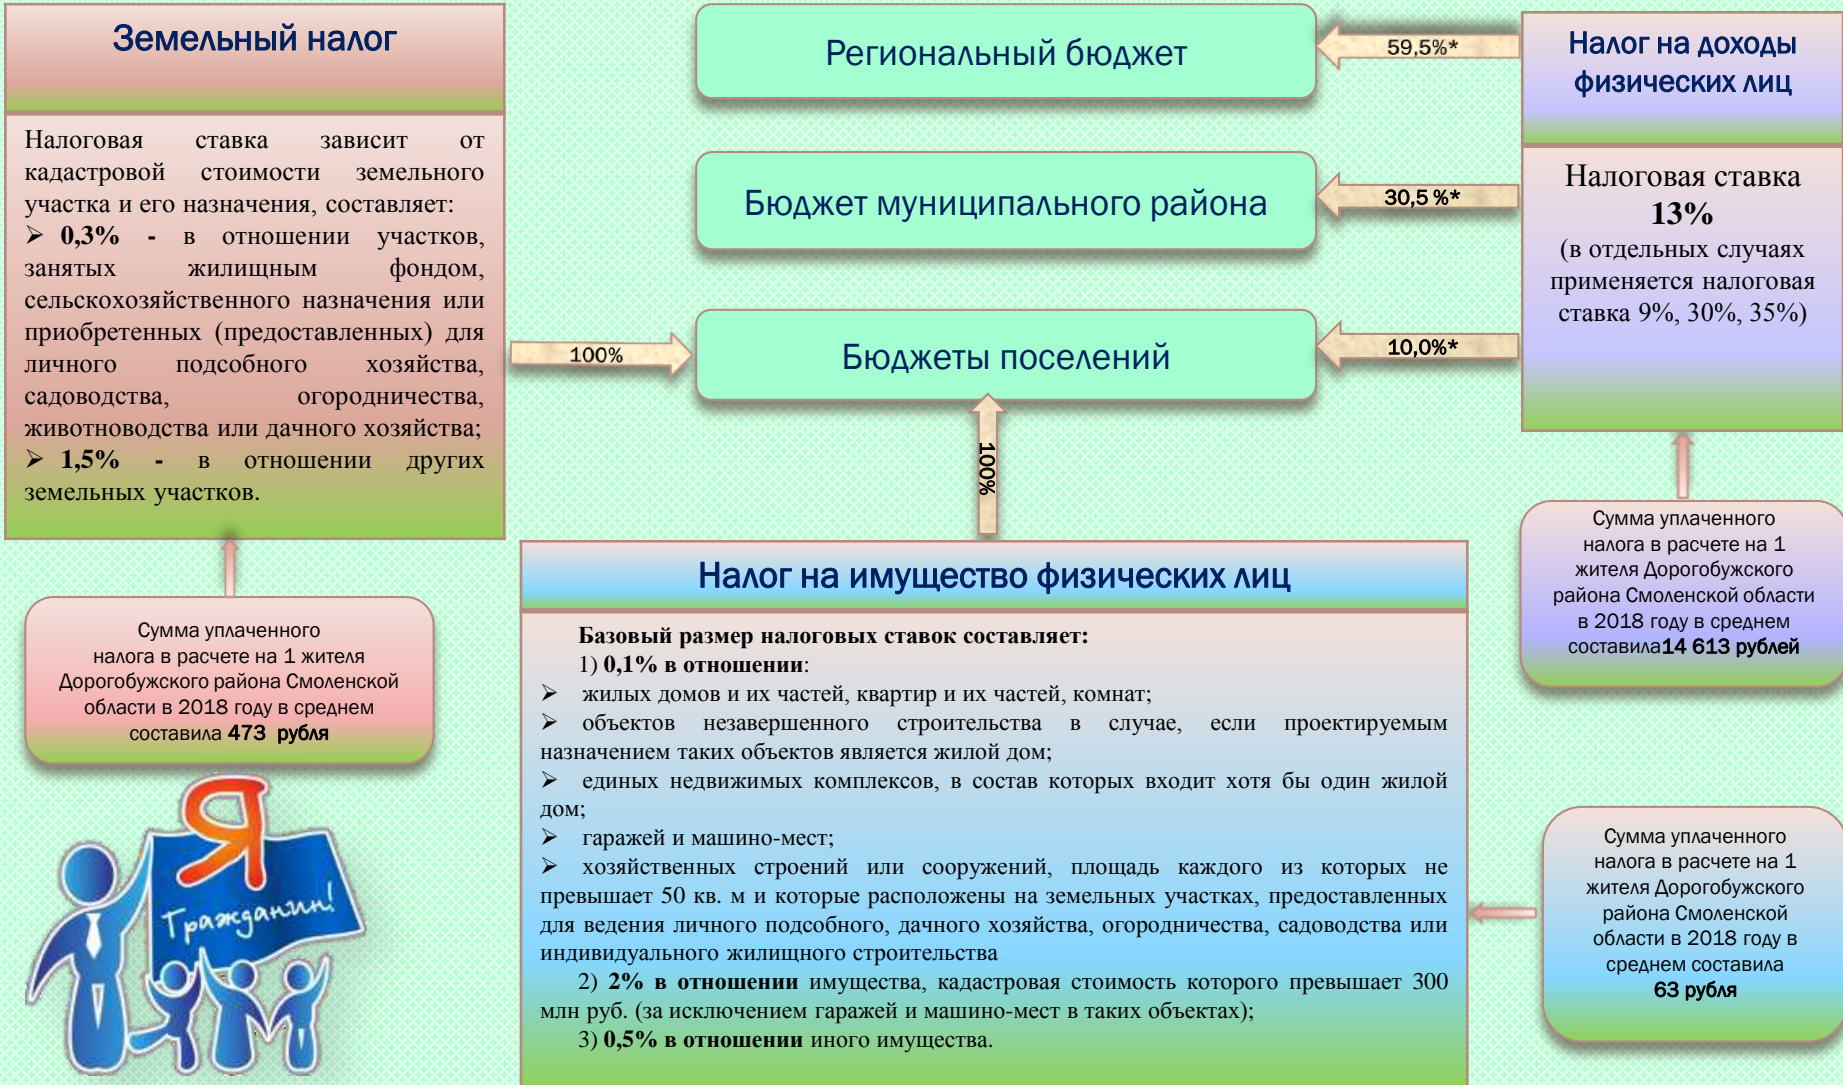 Земельный налог
Налоговая ставка зависит от
кадастровой стоимости земельного
участка и его назначения, составляет:
➢ 0,3% - в отношении участков,
занятых жилищным фондом,
сельскохозяйственного назначения или
приобретенных (предоставленных) для
личного подсобного хозяйства,
садоводства, огородничества,
животноводства или дачного хозяйства;
➢ 1,5% - в отношении других
земельных участков.
Сумма уплаченного
налога в расчете на 1 жителя
Дорогобужского района Смоленской
области в 2018 году в среднем
составила 473 рубля
Я
Гражданин!
Региональный бюджет
Бюджет муниципального района
Бюджеты поселений
59,5%*
30,5 %*
10,0%*
100%
100%
Налог на доходы
физических лиц
Налоговая ставка
13%
(в отдельных случаях
применяется налоговая
ставка 9%, 30%, 35%)
Сумма уплаченного
налога в расчете на 1
жителя Дорогобужского
района Смоленской области
в 2018 году в среднем
составила14 613 рублей
Налог на имущество физических лиц
Базовый размер налоговых ставок составляет:
1) 0,1% в отношении:
➢ жилых домов и их частей, квартир и их частей, комнат;
➢ объектов незавершенного строительства в случае, если проектируемым
назначением таких объектов является жилой дом;
➢ единых недвижимых комплексов, в состав которых входит хотя бы один жилой
дом;
➢ гаражей и машино-мест;
➢ хозяйственных строений или сооружений, площадь каждого из которых не
превышает 50 кв. м и которые расположены на земельных участках, предоставленных
для ведения личного подсобного, дачного хозяйства, огородничества, садоводства или
индивидуального жилищного строительства
2) 2% в отношении имущества, кадастровая стоимость которого превышает 300
млн руб. (за исключением гаражей и машино-мест в таких объектах);
3) 0,5% в отношении иного имущества.
Сумма уплаченного
налога в расчете на 1
жителя Дорогобужского
района Смоленской
области в 2018 году в
среднем составила
63 рубля